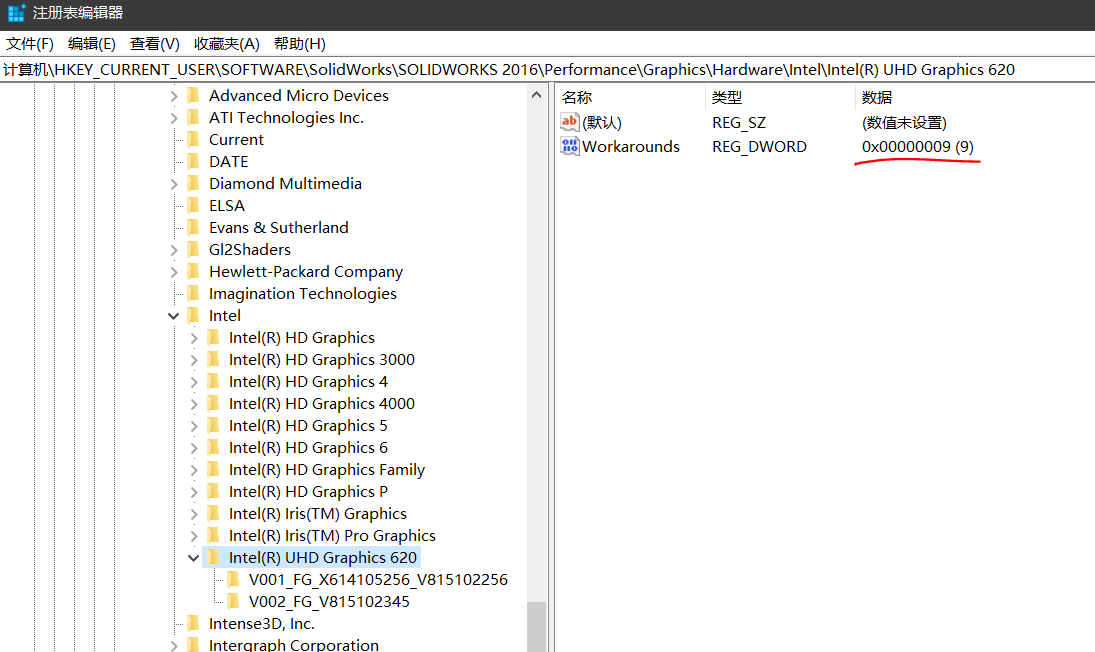 注册表编辑器
文件(F) 编辑(E) 查看(V) 收藏夹(A) 帮助(H)
计算机\HKEY_CURRENT_USER\SOFTWARE\SolidWorks\SOLIDWORKS 2016\Performance\Graphics\Hardware\Intel\Intel(R) UHD Graphics 620
Advanced Micro Devices
ATI Technologies Inc.
Current
DATE
Diamond Multimedia
ELSA
Evans & Sutherland
Gl2Shaders
Hewlett-Packard Company
Imagination Technologies
Intel
Intel(R) HD Graphics
Intel(R) HD Graphics 3000
Intel(R) HD Graphics 4
Intel(R) HD Graphics 4000
Intel(R) HD Graphics 5
Intel(R) HD Graphics 6
Intel(R) HD Graphics Family
Intel(R) HD Graphics P
Intel(R) Iris(TM) Graphics
Intel(R) Iris(TM) Pro Graphics
Intel(R) UHD Graphics 620
V001_FG_X614105256_V815102256
V002_FG_V815102345
Intense3D, Inc.
Intergraph Corporation
名称 类型 数据
ab (默认) REG_SZ (数值未设置)
Workarounds REG_DWORD 0x00000009 (9)